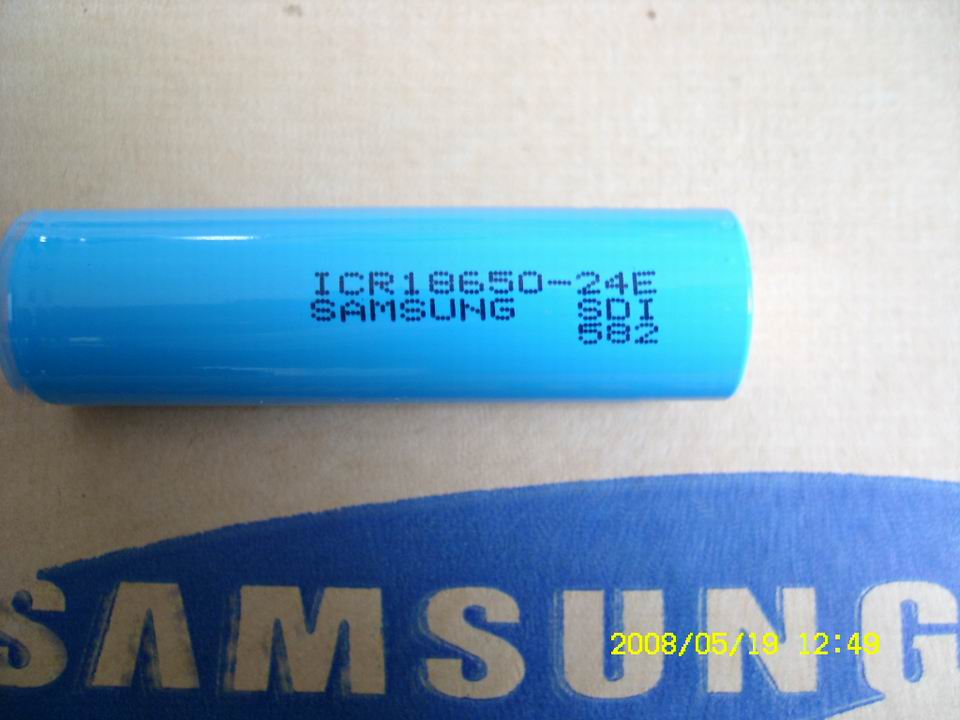 ICR18650-24E
SAMSUNG SDI
582
SAMSUNG
2008/05/19 12:49